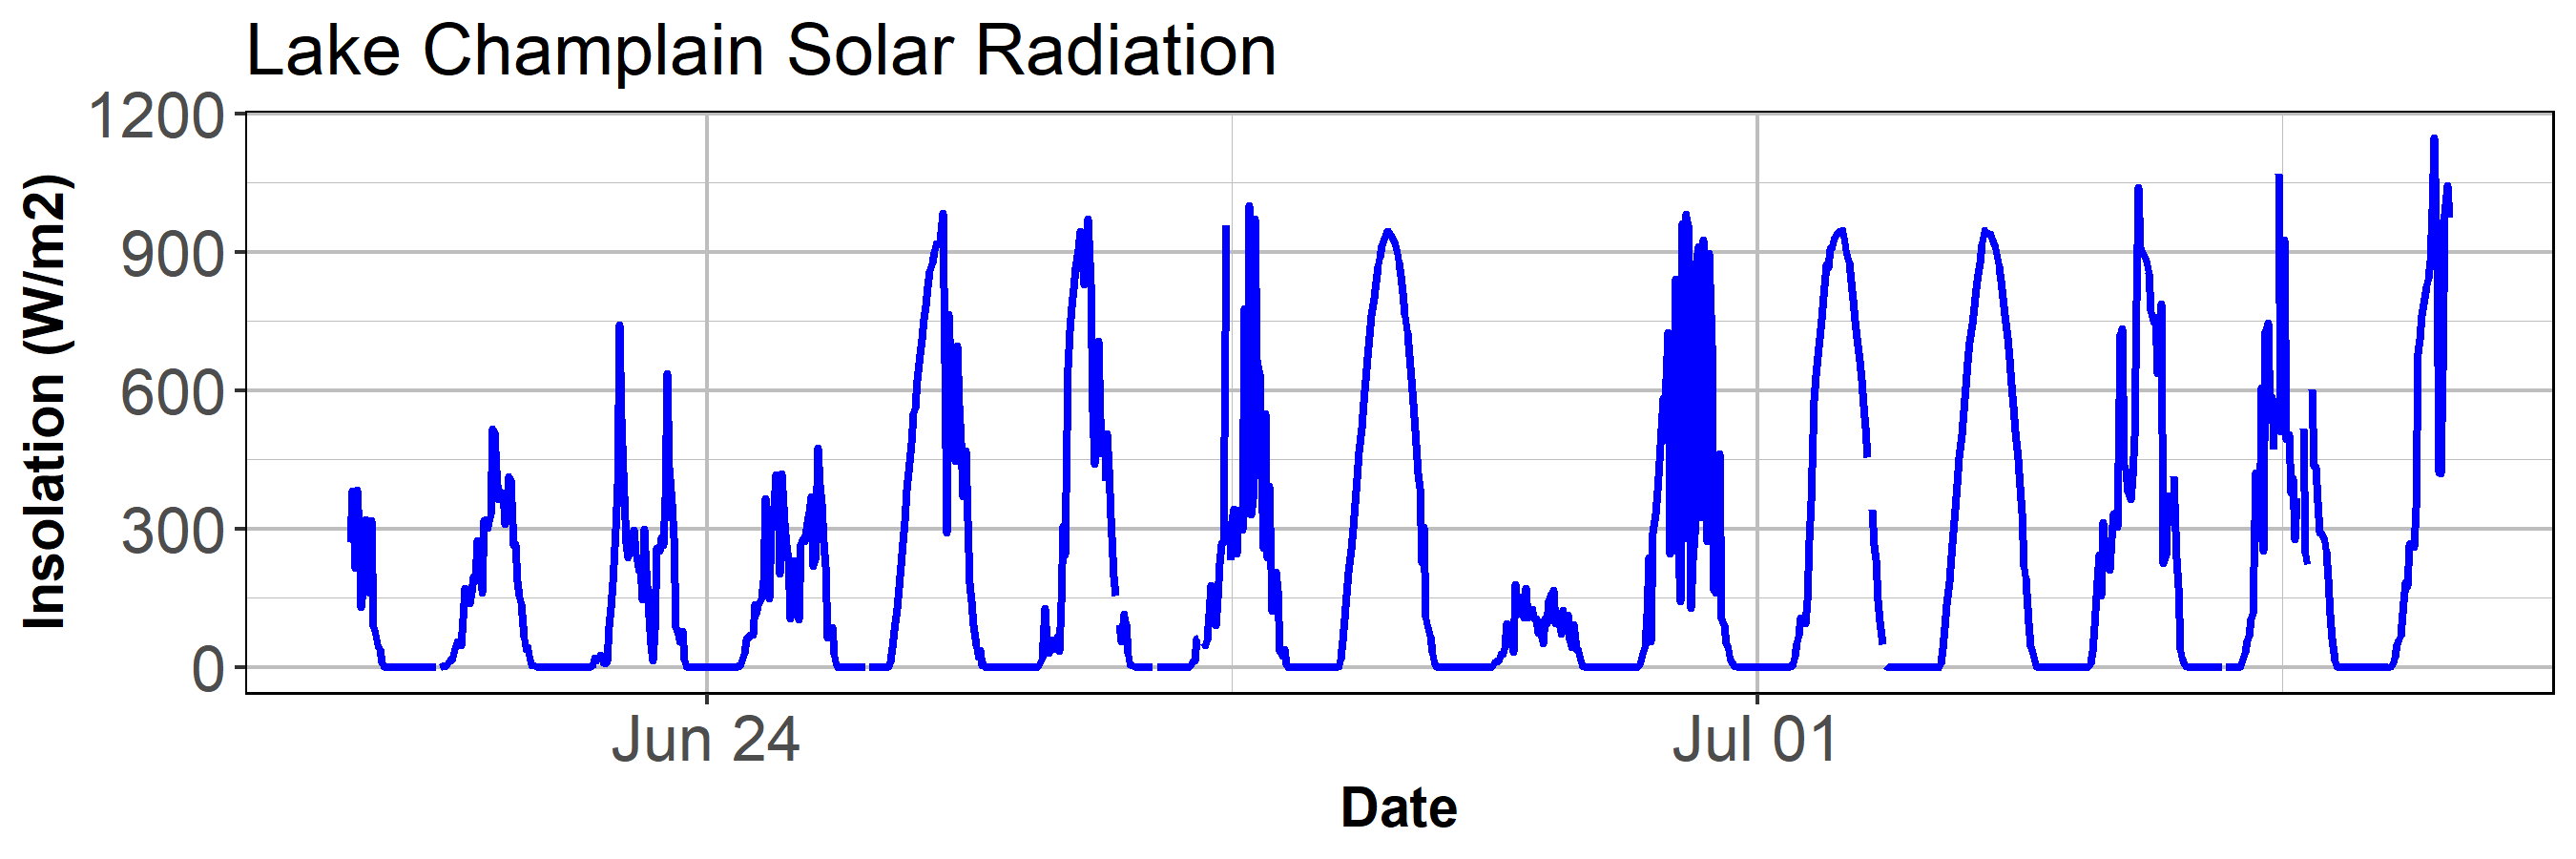 Lake Champlain Solar Radiation
1200
900
600
300
0
Insolation (W/m2)
Jun 24
Jul 01
Date